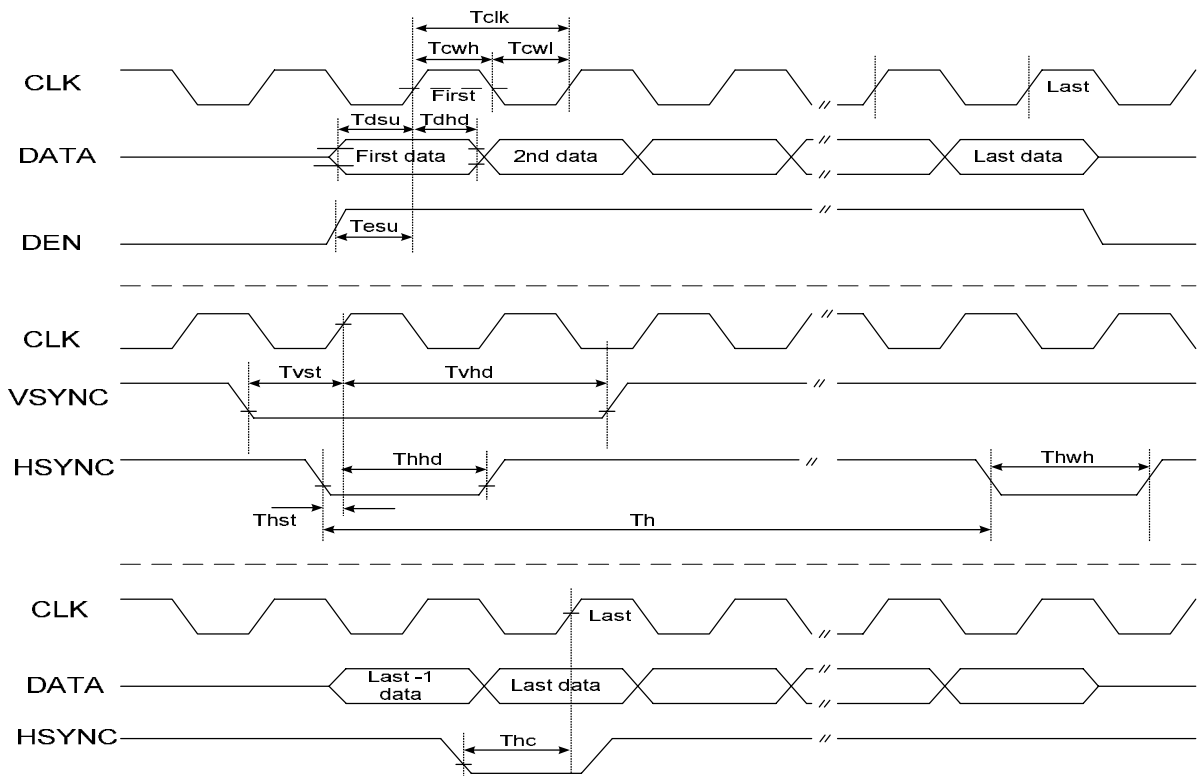 Tclk
Tcwh Tcwl
CLK First Last
Tdsu Tdhd
DATA First data 2nd data Last data
DEN Tesu
CLK
Tvst Tvhd
VSYNC
HSYNC Thhd Thwh
Thst Th
CLK Last
DATA Last -1 data Last data
HSYNC Thc